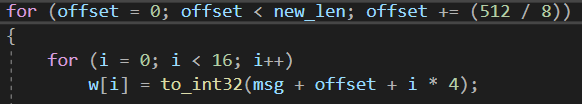 for (offset = 0; offset < new_len; offset += (512 / 8))
{
for (i = 0; i < 16; i++)
w[i] = to_int32(msg + offset + i * 4);